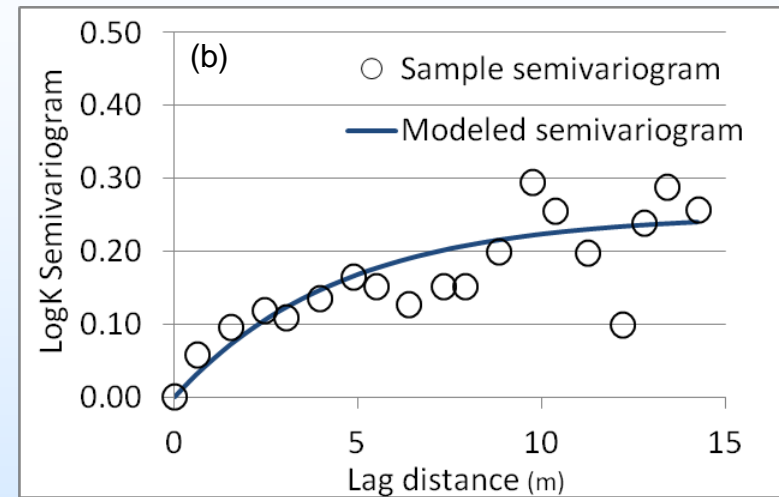 0.50
(b)
Sample semivariogram
0.40
Modeled semivariogram
0.30
0.20
0.10
0.00
LogK Semivariogram
0
5
10
15
Lag distance (m)